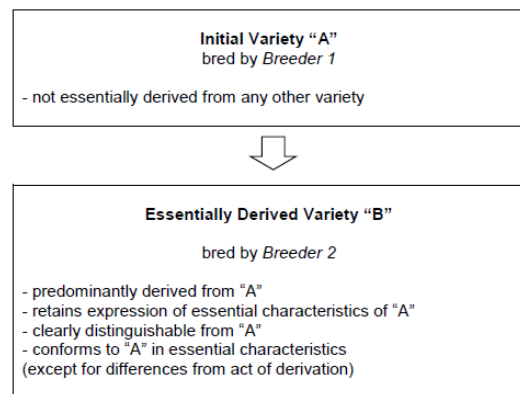 Initial Variety “A”
bred by Breeder 1
- not essentially derived from any other variety
Essentially Derived Variety “B”
bred by Breeder 2
- predominantly derived from “A”
- retains expression of essential characteristics of “A”
- clearly distinguishable from “A”
- conforms to “A” in essential characteristics
(except for differences from act of derivation)